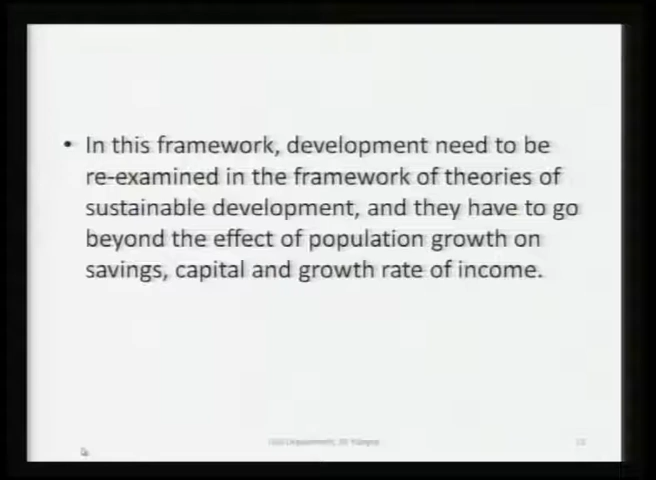 • In this framework, development need to be
re-examined in the framework of theories of
sustainable development, and they have to go
beyond the effect of population growth on
savings, capital and growth rate of income.